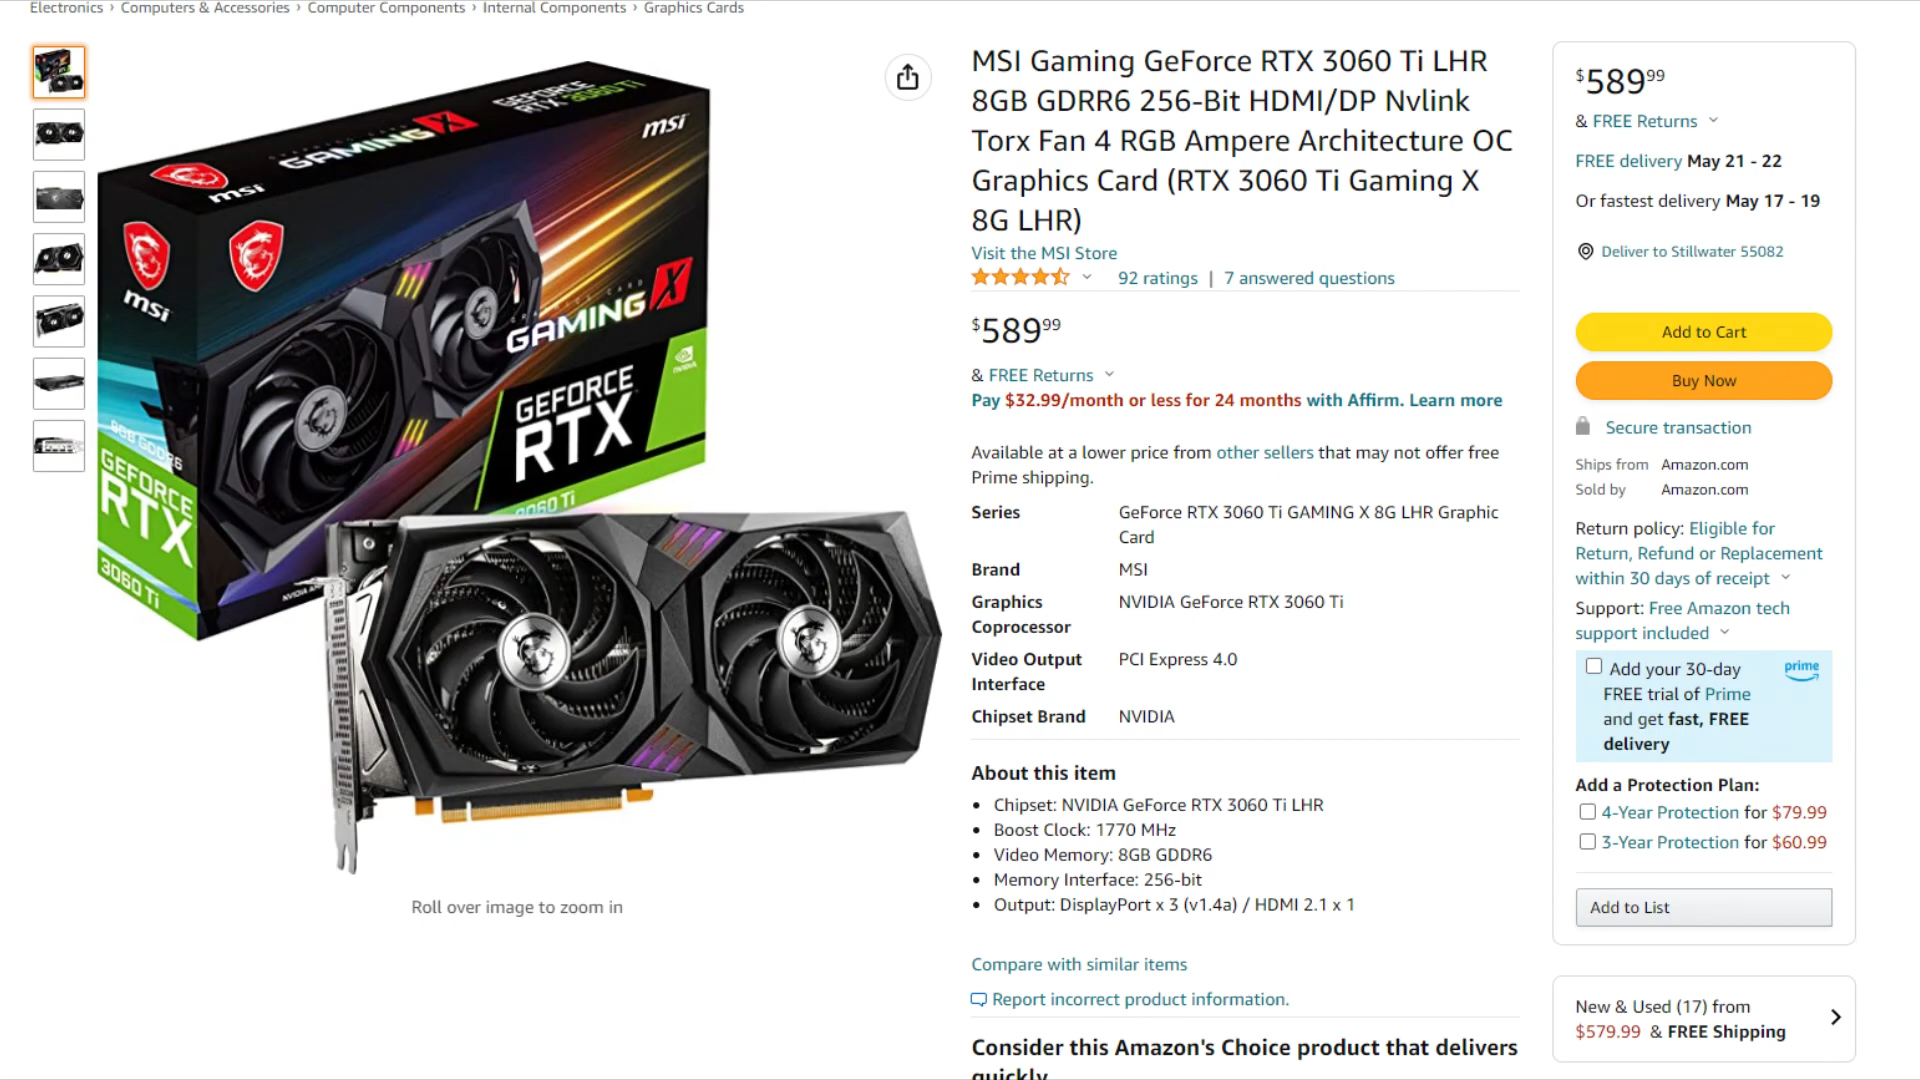 Electronics › Computers & Accessories › Computer Components › Internal Components › Graphics Cards
GAMING X
GEFORCE
RTX 3060 Ti
msi
msi
msi
GAMING X
GEFORCE
RTX
3060 Ti
NVIDIA
8GB GDDR6
GEFORCE
RTX
3060 Ti
Roll over image to zoom in
MSI Gaming GeForce RTX 3060 Ti LHR
8GB GDRR6 256-Bit HDMI/DP Nvlink
Torx Fan 4 RGB Ampere Architecture OC
Graphics Card (RTX 3060 Ti Gaming X
8G LHR)
Visit the MSI Store
92 ratings | 7 answered questions
$589.99
& FREE Returns
Pay $32.99/month or less for 24 months with Affirm. Learn more
Available at a lower price from other sellers that may not offer free
Prime shipping.
Series GeForce RTX 3060 Ti GAMING X 8G LHR Graphic
Card
Brand MSI
Graphics Coprocessor NVIDIA GeForce RTX 3060 Ti
Video Output Interface PCI Express 4.0
Chipset Brand NVIDIA
About this item
• Chipset: NVIDIA GeForce RTX 3060 Ti LHR
• Boost Clock: 1770 MHz
• Video Memory: 8GB GDDR6
• Memory Interface: 256-bit
• Output: DisplayPort x 3 (v1.4a) / HDMI 2.1 x 1
Compare with similar items
Report incorrect product information.
Consider this Amazon's Choice product that delivers
quickly
$589.99
& FREE Returns
FREE delivery May 21 - 22
Or fastest delivery May 17 - 19
Deliver to Stillwater 55082
Add to Cart
Buy Now
Secure transaction
Ships from Amazon.com
Sold by Amazon.com
Return policy: Eligible for
Return, Refund or Replacement
within 30 days of receipt
Support: Free Amazon tech
support included
Add your 30-day
FREE trial of Prime
and get fast, FREE
delivery
prime
Add a Protection Plan:
4-Year Protection for $79.99
3-Year Protection for $60.99
Add to List
New & Used (17) from
$579.99 & FREE Shipping